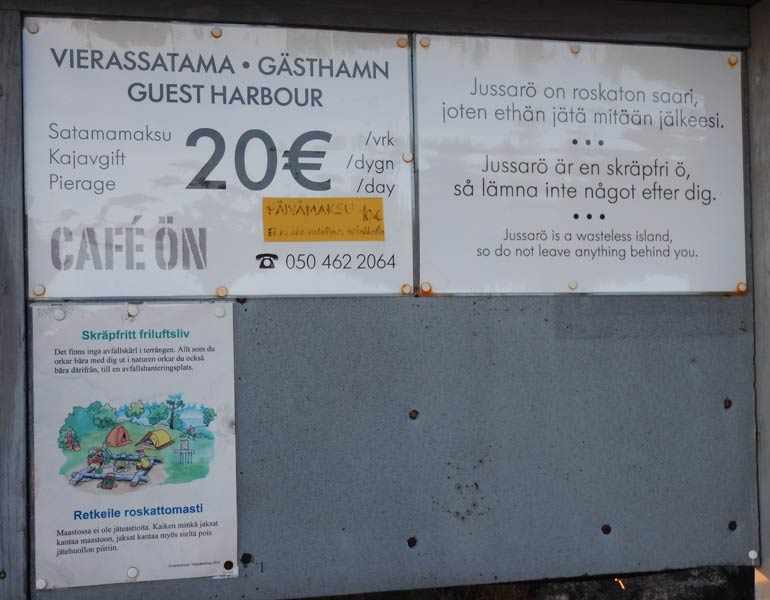 VIERASSATAMA • GÄSTHAMN
GUEST HARBOUR
Satamamaksu
Kajavgift
Pierage
20€
/vrk
/dygn
/day
PÄIVÄMAKSU
CAFÉ ÖN
☎ 050 462 2064
Jussarö on roskaton saari,
joten ethän jätä mitään jälkeesi.
• • •
Jussarö är en skräpfri ö,
så lämna inte något efter dig.
• • •
Jussarö is a wasteless island,
so do not leave anything behind you.
Skräpfritt friluftsliv
Det finns inga avfallskärl i terrängen. Allt som du
orkar bära med dig ut i naturen orkar du också
bära därifrån, till en avfallshanteringsplats.
Retkeile roskattomasti
Maastossa ei ole jäteastioita. Kaiken minkä jaksat
kantaa maastoon, jaksat kantaa myös sieltä pois
jätehuollon piiriin.